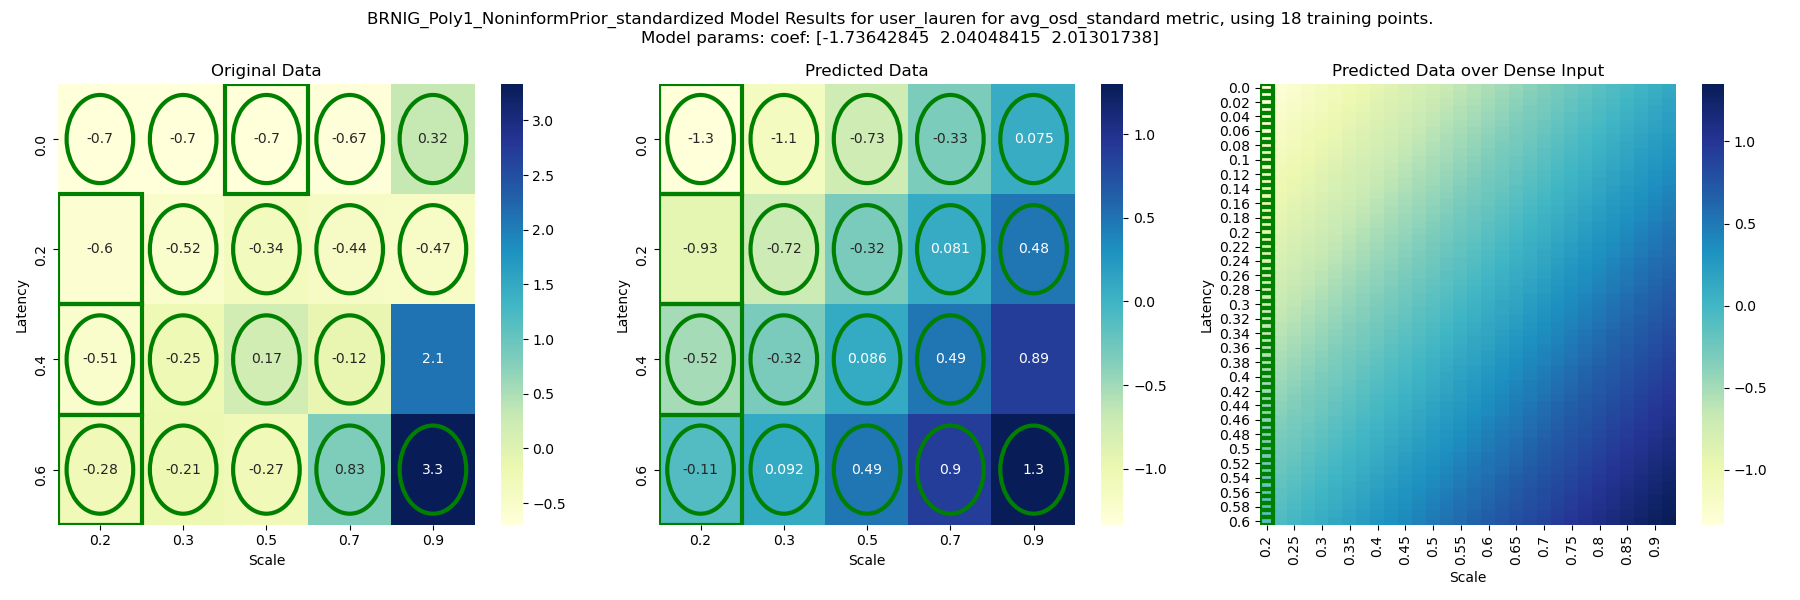 BRNIG_Poly1_NoninformPrior_standardized Model Results for user_lauren for avg_osd_standard metric, using 18 training points.
Model params: coef: [-1.73642845  2.04048415  2.01301738]
Original Data
Latency
0.0
0.2
0.4
0.6
-0.7 -0.7 -0.7 -0.67 0.32
-0.6 -0.52 -0.34 -0.44 -0.47
-0.51 -0.25 0.17 -0.12 2.1
-0.28 -0.21 -0.27 0.83 3.3
0.2 0.3 0.5 0.7 0.9
Scale
3.0
2.5
2.0
1.5
1.0
0.5
0.0
−0.5
Predicted Data
Latency
0.0
0.2
0.4
0.6
-1.3 -1.1 -0.73 -0.33 0.075
-0.93 -0.72 -0.32 0.081 0.48
-0.52 -0.32 0.086 0.49 0.89
-0.11 0.092 0.49 0.9 1.3
0.2 0.3 0.5 0.7 0.9
Scale
1.0
0.5
0.0
−0.5
−1.0
Predicted Data over Dense Input
Latency
0.0
0.02
0.04
0.06
0.08
0.1
0.12
0.14
0.16
0.18
0.2
0.22
0.24
0.26
0.28
0.3
0.32
0.34
0.36
0.38
0.4
0.42
0.44
0.46
0.48
0.5
0.52
0.54
0.56
0.58
0.6
0.2 0.25 0.3 0.35 0.4 0.45 0.5 0.55 0.6 0.65 0.7 0.75 0.8 0.85 0.9
Scale
1.0
0.5
0.0
−0.5
−1.0